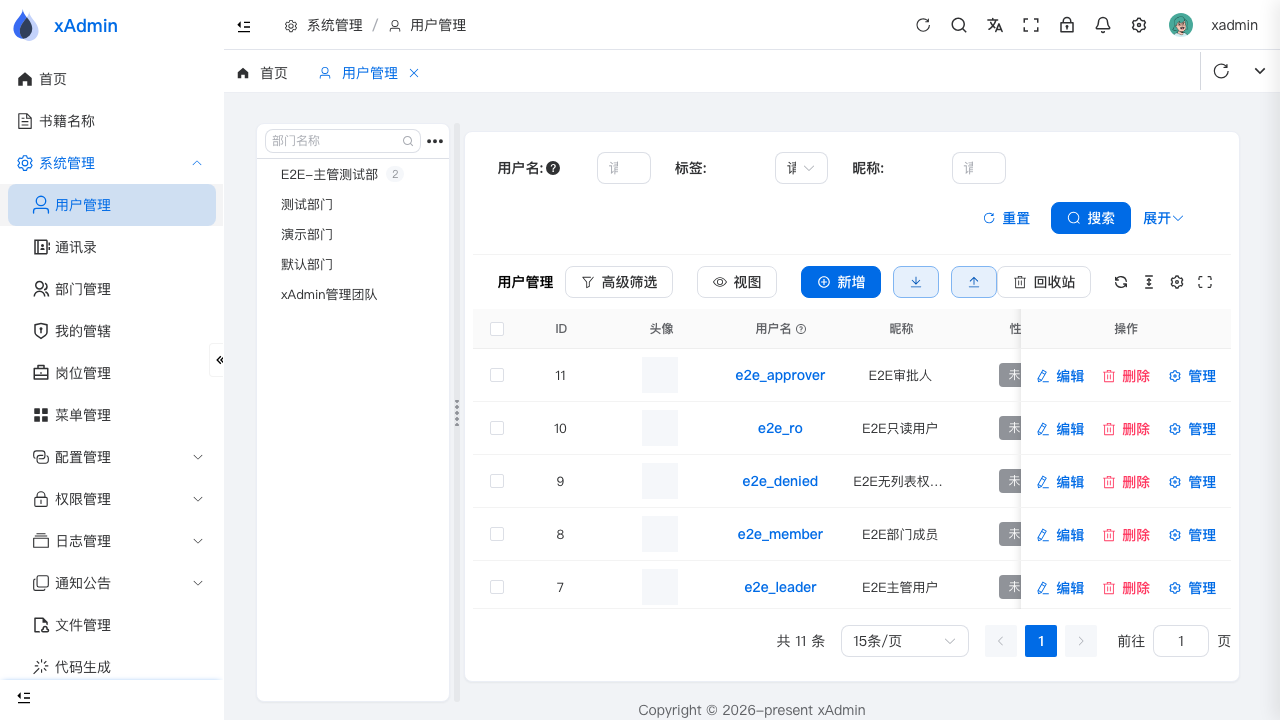 xAdmin
首页
书籍名称
系统管理
用户管理
通讯录
部门管理
我的管辖
岗位管理
菜单管理
配置管理
权限管理
日志管理
通知公告
文件管理
代码生成
系统管理 / 用户管理
xadmin
首页 用户管理
部门名称
E2E-主管测试部 2
测试部门
演示部门
默认部门
xAdmin管理团队
用户名: 标签: 昵称:
重置 搜索 展开
用户管理 高级筛选 视图 新增 回收站
ID 头像 用户名 昵称 性 操作
11 e2e_approver E2E审批人 未 编辑 删除 管理
10 e2e_ro E2E只读用户 未 编辑 删除 管理
9 e2e_denied E2E无列表权... 未 编辑 删除 管理
8 e2e_member E2E部门成员 未 编辑 删除 管理
7 e2e_leader E2E主管用户 未 编辑 删除 管理
共 11 条 15条/页 1 前往 1 页
Copyright © 2026-present xAdmin